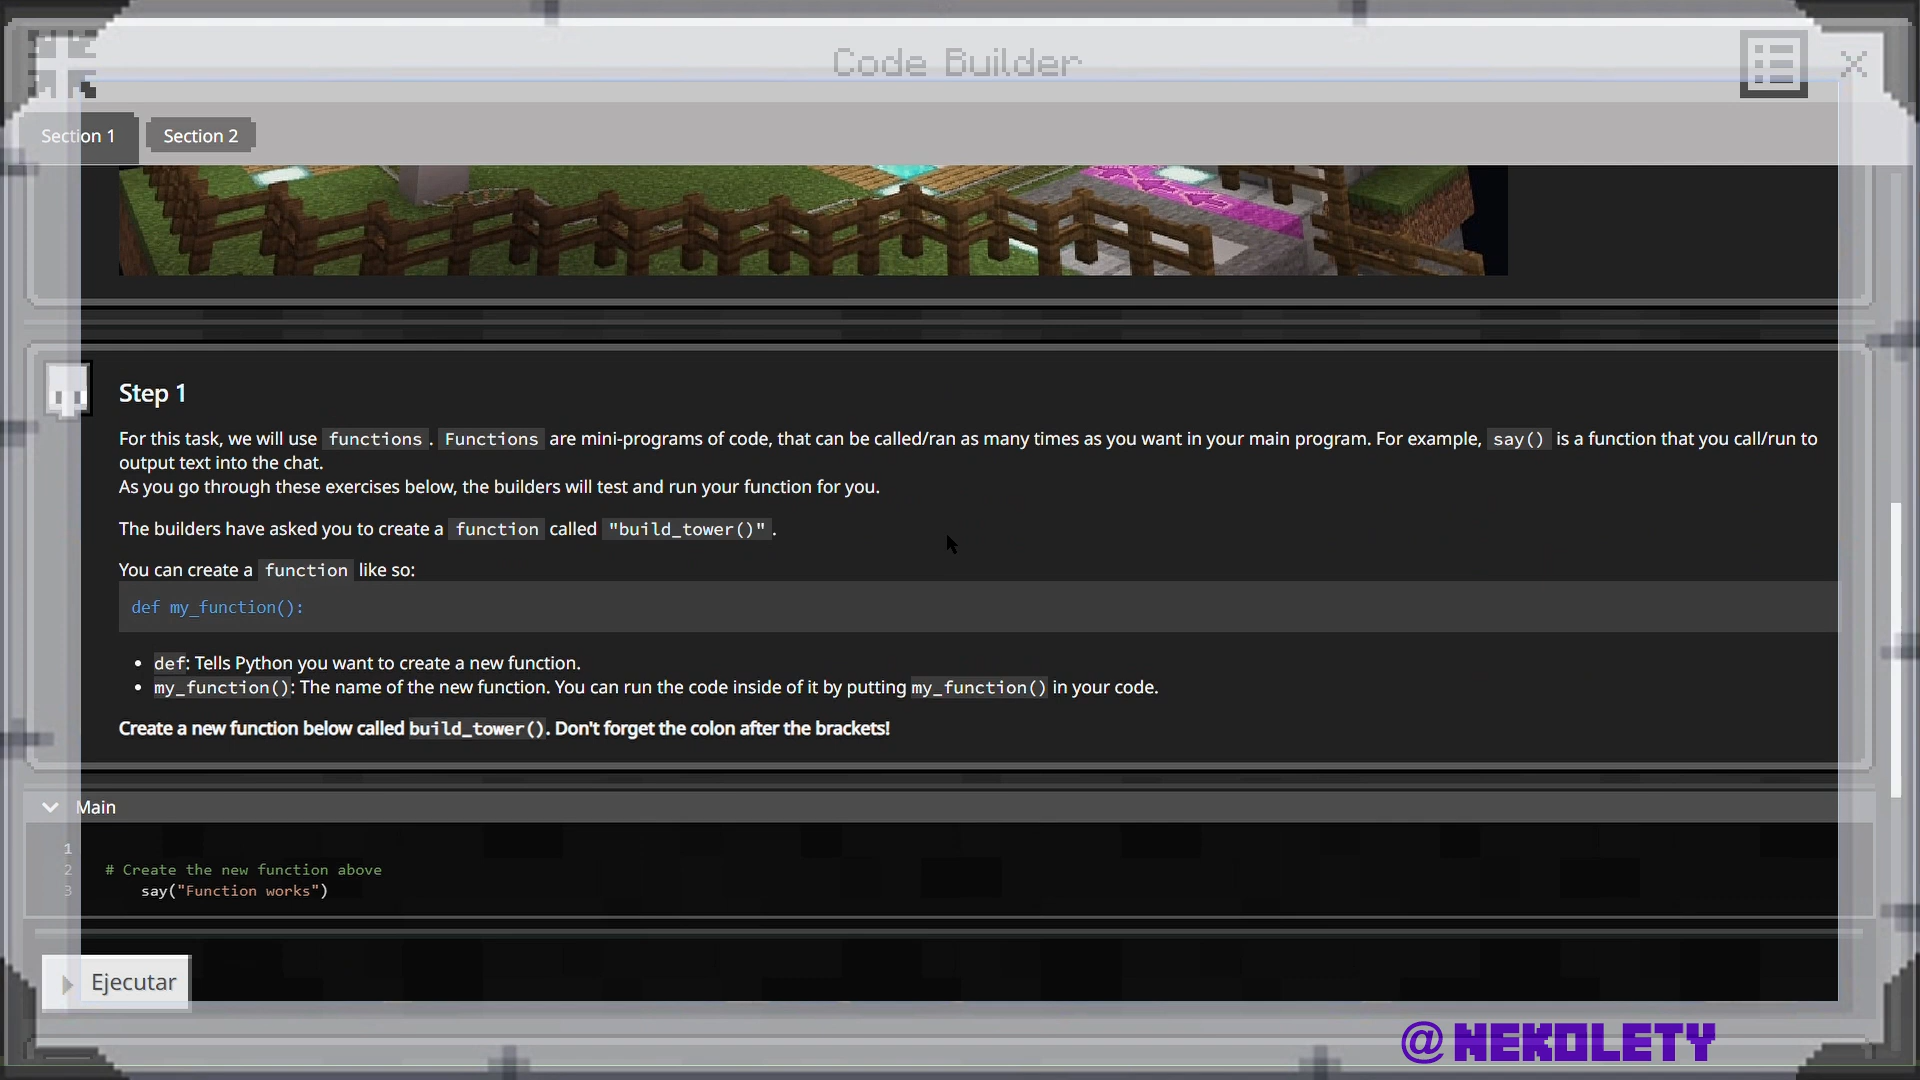 Code Builder
Section 1
Section 2
Step 1
For this task, we will use functions. Functions are mini-programs of code, that can be called/ran as many times as you want in your main program. For example, say() is a function that you call/run to
output text into the chat.
As you go through these exercises below, the builders will test and run your function for you.
The builders have asked you to create a function called "build_tower()".
You can create a function like so:
def my_function():
• def: Tells Python you want to create a new function.
• my_function(): The name of the new function. You can run the code inside of it by putting my_function() in your code.
Create a new function below called build_tower(). Don't forget the colon after the brackets!
Main
1
2 # Create the new function above
3 say("Function works")
Ejecutar
@NEKOLETY